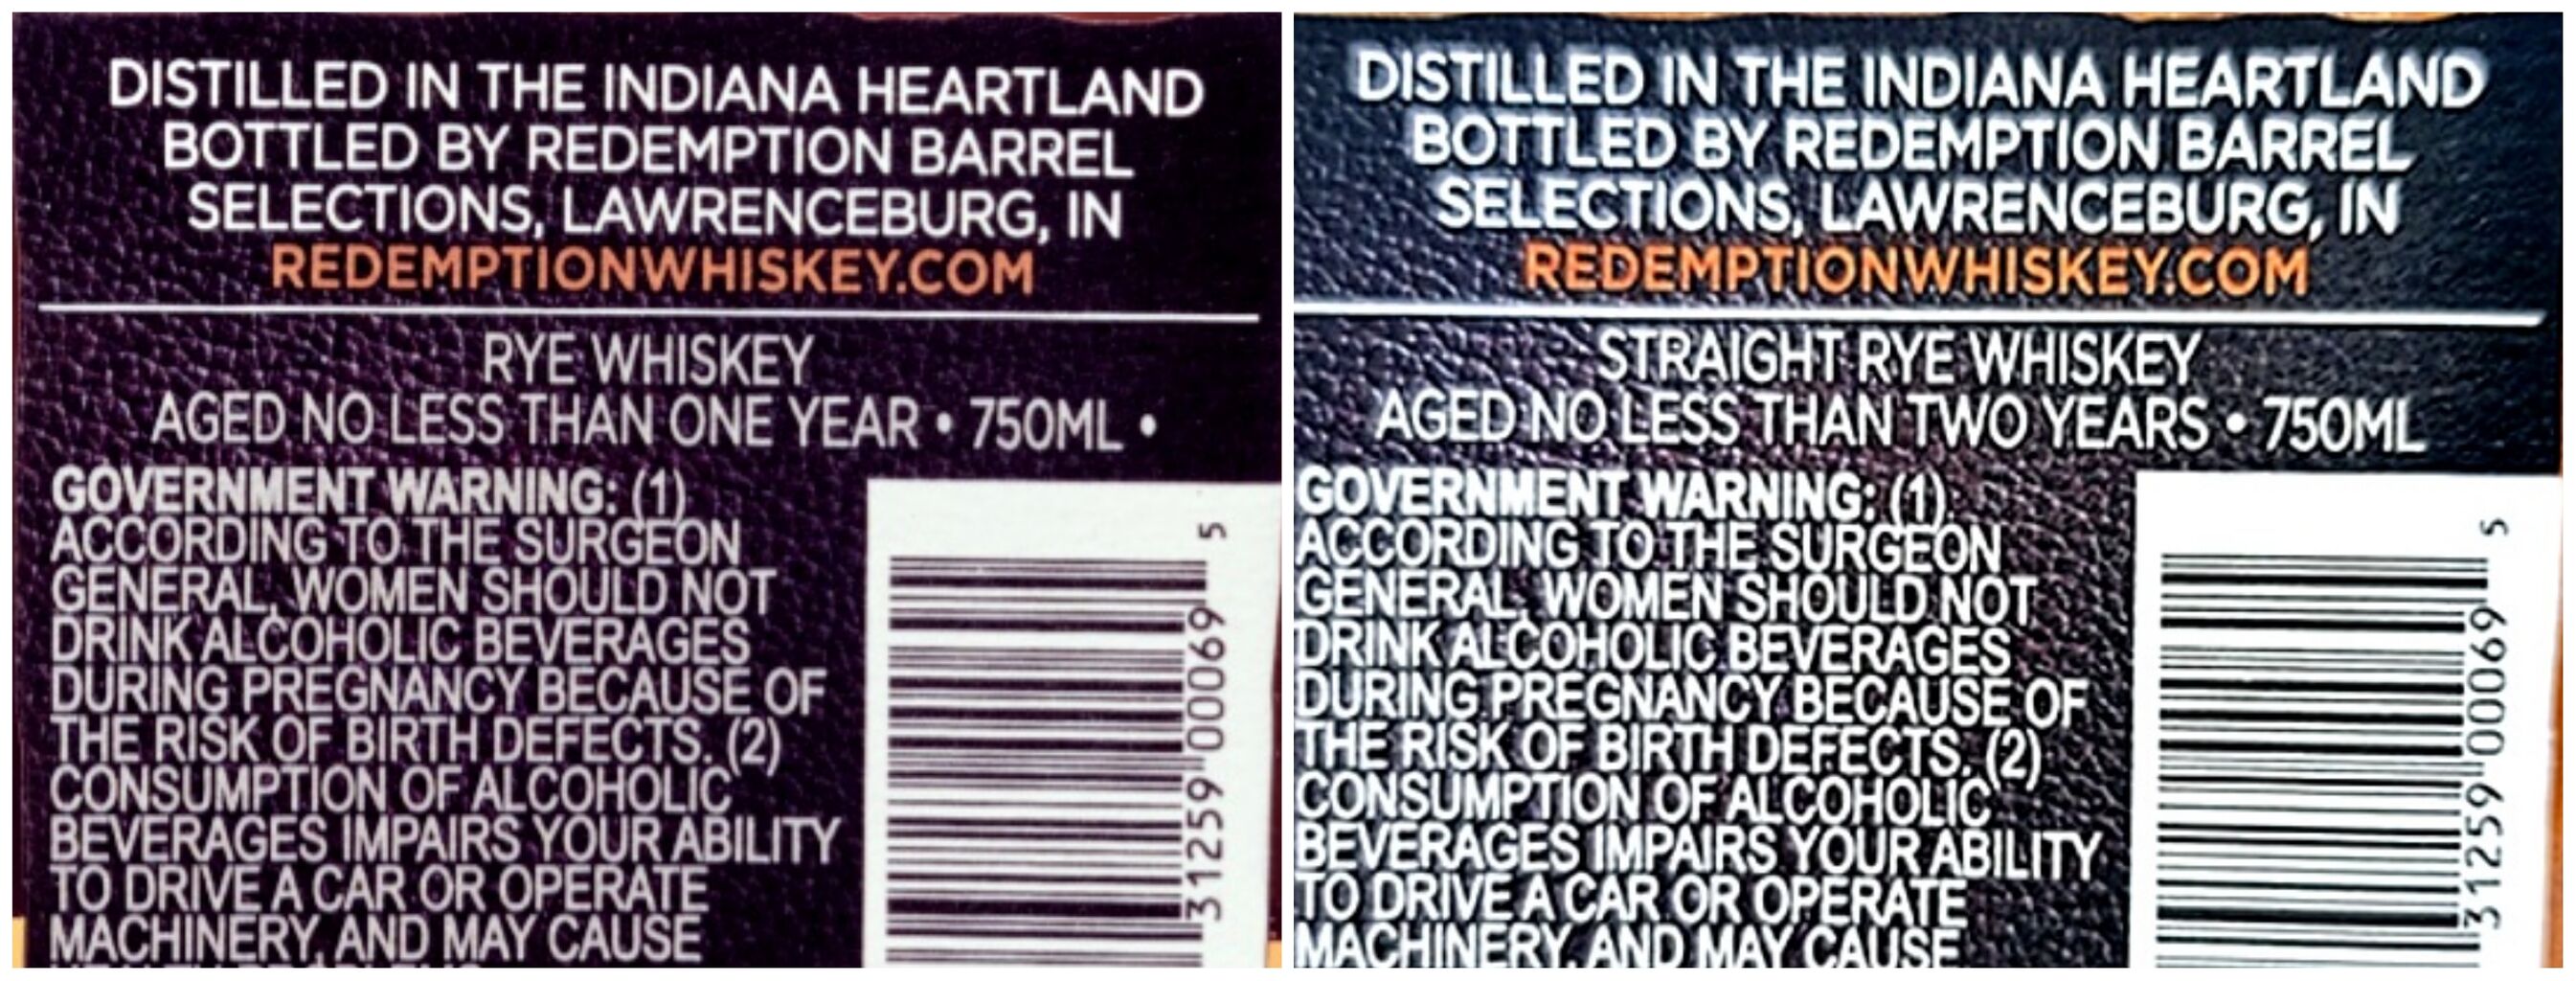 DISTILLED IN THE INDIANA HEARTLAND
BOTTLED BY REDEMPTION BARREL
SELECTIONS, LAWRENCEBURG, IN
REDEMPTIONWHISKEY.COM
RYE WHISKEY
AGED NO LESS THAN ONE YEAR • 750ML •
GOVERNMENT WARNING: (1)
ACCORDING TO THE SURGEON
GENERAL, WOMEN SHOULD NOT
DRINK ALCOHOLIC BEVERAGES
DURING PREGNANCY BECAUSE OF
THE RISK OF BIRTH DEFECTS. (2)
CONSUMPTION OF ALCOHOLIC
BEVERAGES IMPAIRS YOUR ABILITY
TO DRIVE A CAR OR OPERATE
MACHINERY, AND MAY CAUSE
31259 00069 5
DISTILLED IN THE INDIANA HEARTLAND
BOTTLED BY REDEMPTION BARREL
SELECTIONS, LAWRENCEBURG, IN
REDEMPTIONWHISKEY.COM
STRAIGHT RYE WHISKEY
AGED NO LESS THAN TWO YEARS • 750ML
GOVERNMENT WARNING: (1)
ACCORDING TO THE SURGEON
GENERAL, WOMEN SHOULD NOT
DRINK ALCOHOLIC BEVERAGES
DURING PREGNANCY BECAUSE OF
THE RISK OF BIRTH DEFECTS. (2)
CONSUMPTION OF ALCOHOLIC
BEVERAGES IMPAIRS YOUR ABILITY
TO DRIVE A CAR OR OPERATE
MACHINERY, AND MAY CAUSE
31259 00069 5